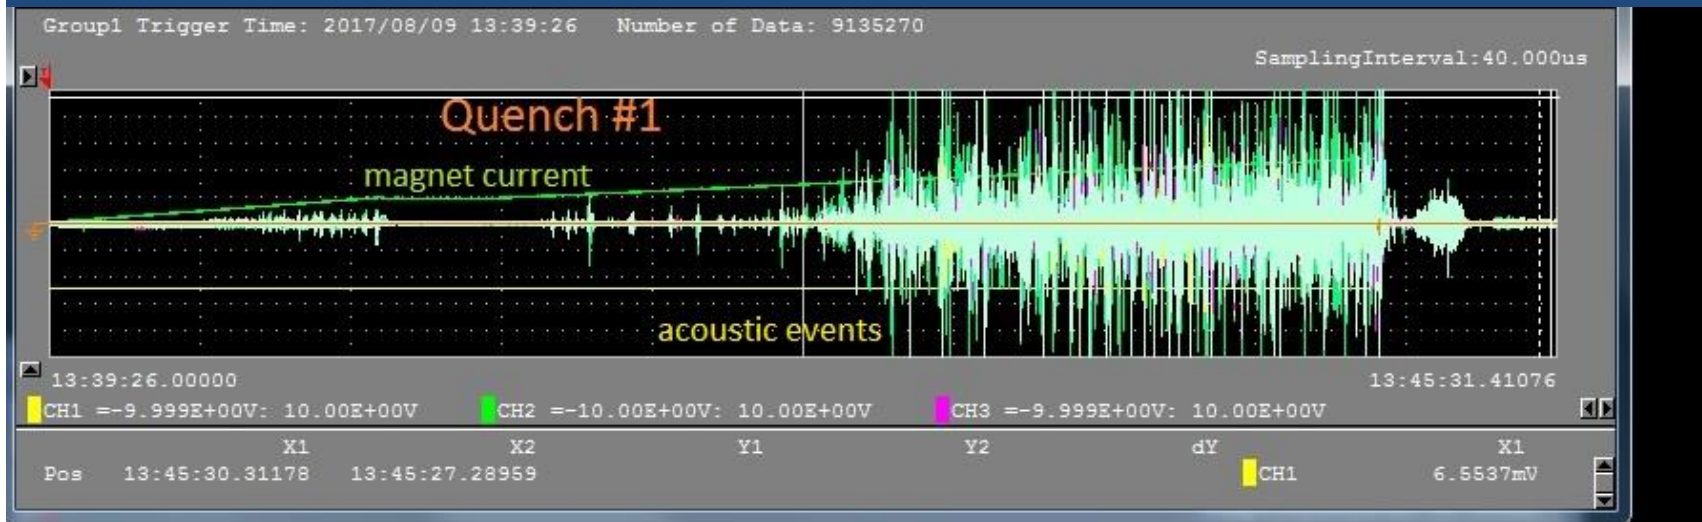 Group1 Trigger Time: 2017/08/09 13:39:26 Number of Data: 9135270
SamplingInterval:40.000us
Quench #1
magnet current
acoustic events
13:39:26.00000 13:45:31.41076
CH1 =-9.999E+00V: 10.00E+00V CH2 =-10.00E+00V: 10.00E+00V CH3 =-9.999E+00V: 10.00E+00V
X1 X2 Y1 Y2 dY X1
Pos 13:45:30.31178 13:45:27.28959 CH1 6.5537mV